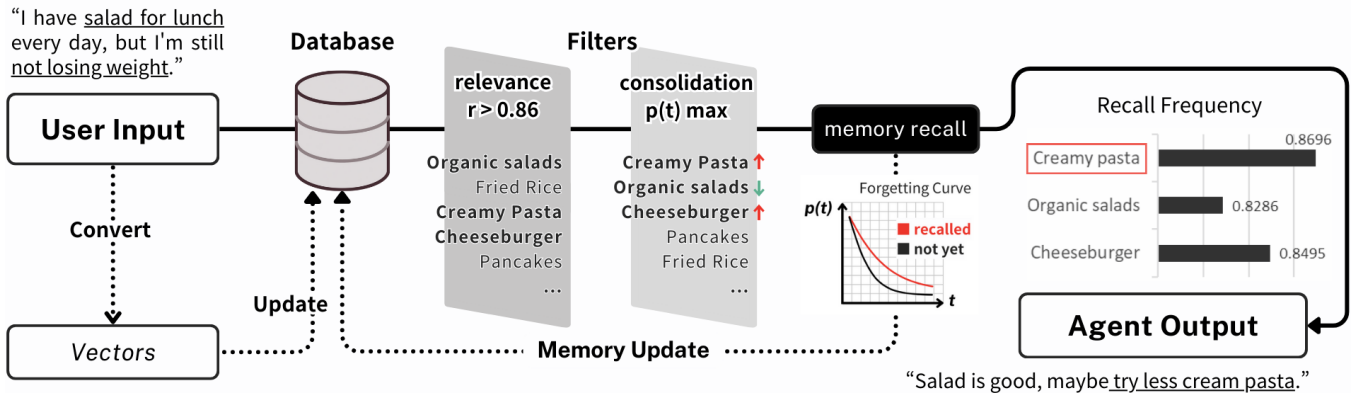 “I have salad for lunch
every day, but I'm still
not losing weight.”
User Input
Convert
Vectors
Database
Update
Filters
relevance
r > 0.86
Organic salads
Fried Rice
Creamy Pasta
Cheeseburger
Pancakes
...
consolidation
p(t) max
Creamy Pasta ↑
Organic salads ↓
Cheeseburger ↑
Pancakes
Fried Rice
...
memory recall
Forgetting Curve
p(t)
recalled
not yet
t
Memory Update
Recall Frequency
Creamy pasta 0.8696
Organic salads 0.8286
Cheeseburger 0.8495
Agent Output
“Salad is good, maybe try less cream pasta.”